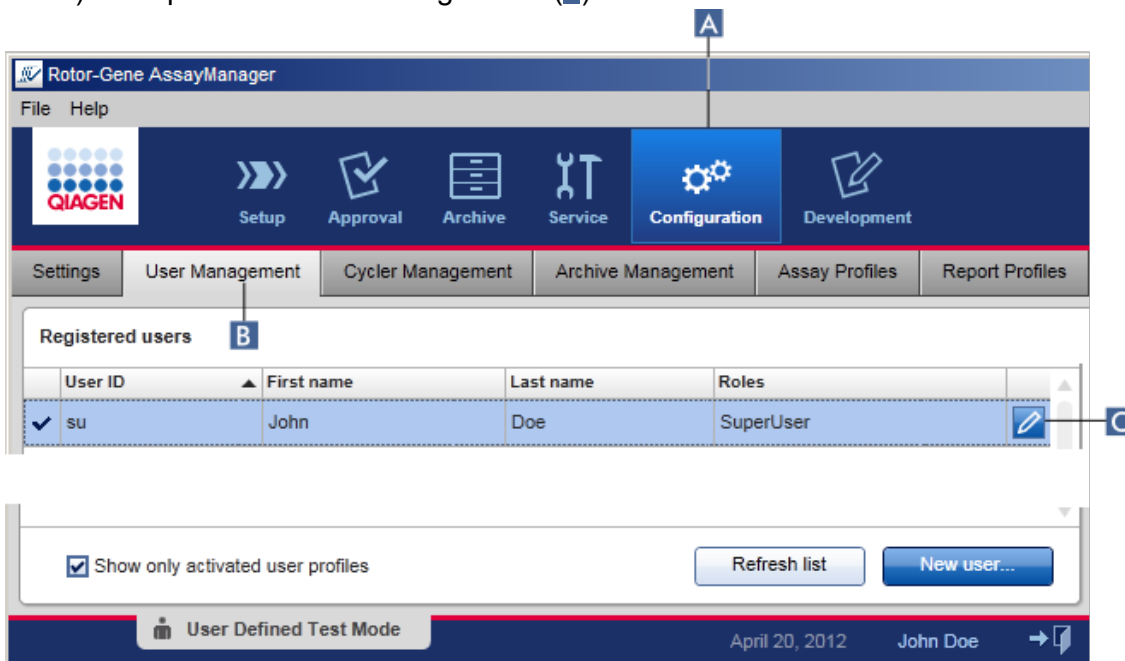 A
Rotor-Gene AssayManager
File Help
QIAGEN
Setup Approval Archive Service Configuration Development
Settings User Management Cycler Management Archive Management Assay Profiles Report Profiles
Registered users B
User ID First name Last name Roles
su John Doe SuperUser
C
Show only activated user profiles Refresh list New user...
User Defined Test Mode April 20, 2012 John Doe